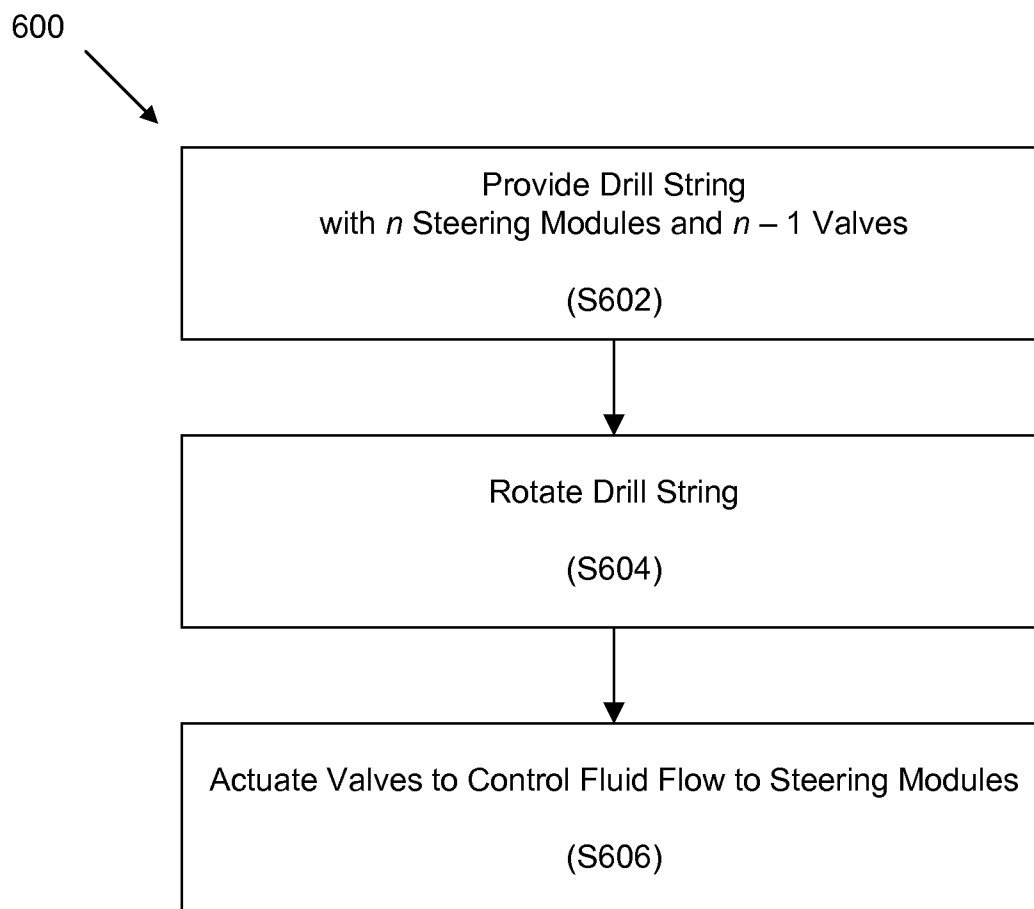 600
Provide Drill String
with n Steering Modules and n – 1 Valves
(S602)
Rotate Drill String
(S604)
Actuate Valves to Control Fluid Flow to Steering Modules
(S606)